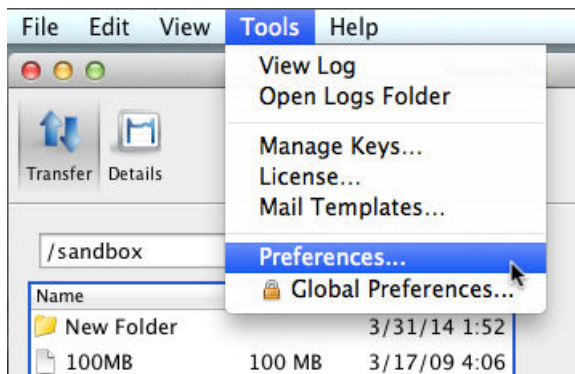 File Edit View Tools Help
View Log
Open Logs Folder
Manage Keys...
License...
Mail Templates...
Preferences...
Global Preferences...
Transfer Details
/sandbox
Name
New Folder 3/31/14 1:52
100MB 100 MB 3/17/09 4:06